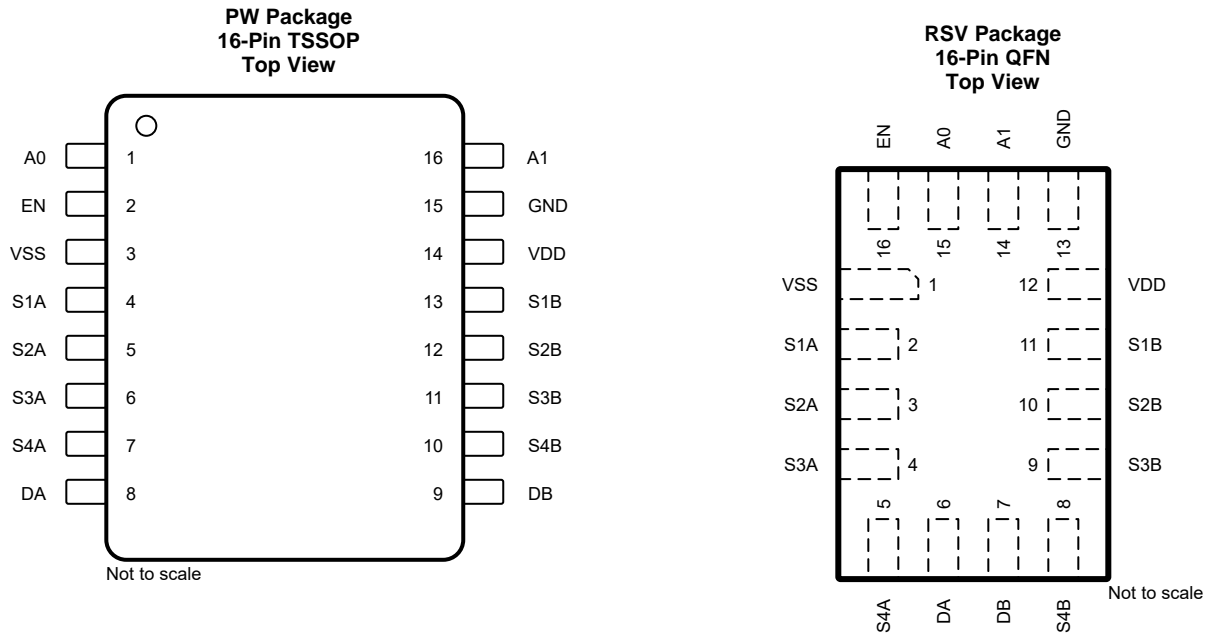 PW Package
16-Pin TSSOP
Top View
A0 1 16 A1
EN 2 15 GND
VSS 3 14 VDD
S1A 4 13 S1B
S2A 5 12 S2B
S3A 6 11 S3B
S4A 7 10 S4B
DA 8 9 DB
Not to scale
RSV Package
16-Pin QFN
Top View
EN A0 A1 GND
16 15 14 13
VSS 1 12 VDD
S1A 2 11 S1B
S2A 3 10 S2B
S3A 4 9 S3B
5 6 7 8
S4A DA DB S4B
Not to scale